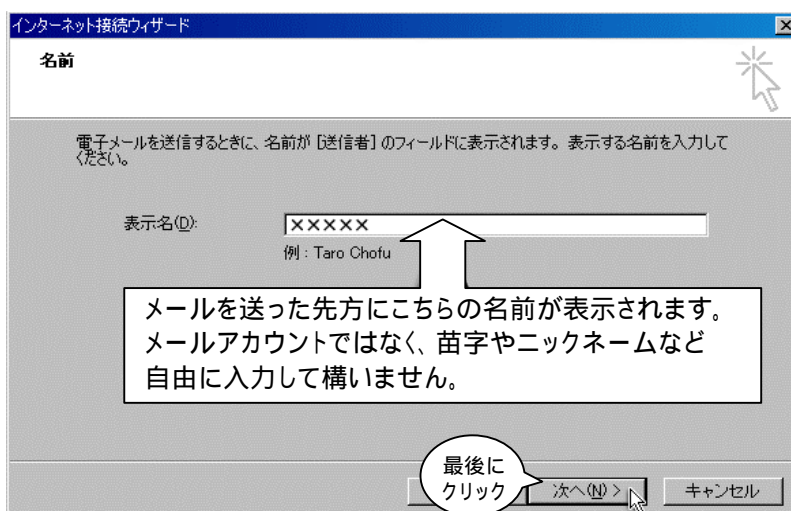 インターネット接続ウィザード
名前
電子メールを送信するときに、名前が [送信者] のフィールドに表示されます。表示する名前を入力して
ください。
表示名(D):
×××××
例 : Taro Chofu
メールを送った先方にこちらの名前が表示されます。
メールアカウントではなく、苗字やニックネームなど
自由に入力して構いません。
最後に
クリック
次へ(N) >
キャンセル